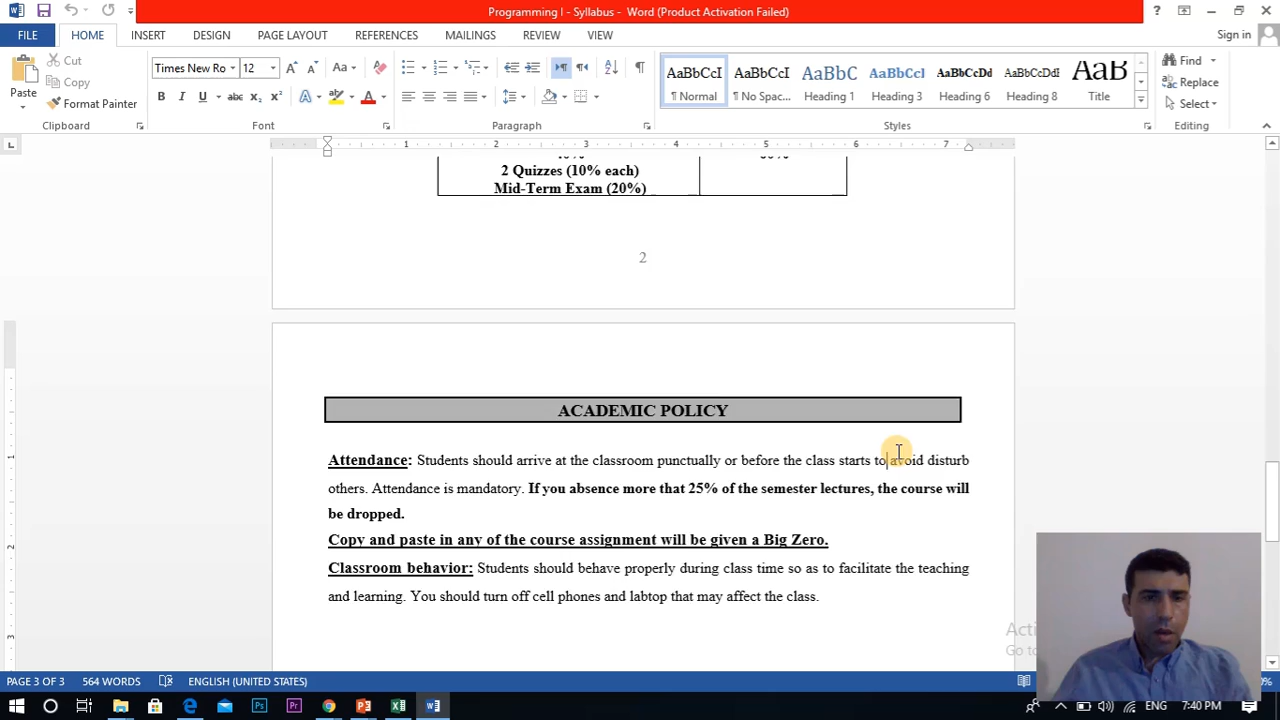 Programming I - Syllabus - Word (Product Activation Failed)
FILE HOME INSERT DESIGN PAGE LAYOUT REFERENCES MAILINGS REVIEW VIEW Sign in
Paste
Cut
Copy
Format Painter
Times New Ro 12
AaBbCcI AaBbCcI AaBbC AaBbCcI AaBbCcDd AaBbCcDdI AaB
¶ Normal ¶ No Spac... Heading 1 Heading 3 Heading 6 Heading 8 Title
Find
Replace
Select
Clipboard Font Paragraph Styles Editing
1 2 3 4 5 6 7
2 Quizzes (10% each)
Mid-Term Exam (20%)
2
ACADEMIC POLICY
Attendance: Students should arrive at the classroom punctually or before the class starts to avoid disturb
others. Attendance is mandatory. If you absence more that 25% of the semester lectures, the course will
be dropped.
Copy and paste in any of the course assignment will be given a Big Zero.
Classroom behavior: Students should behave properly during class time so as to facilitate the teaching
and learning. You should turn off cell phones and labtop that may affect the class.
PAGE 3 OF 3 564 WORDS ENGLISH (UNITED STATES)
7:40 PM